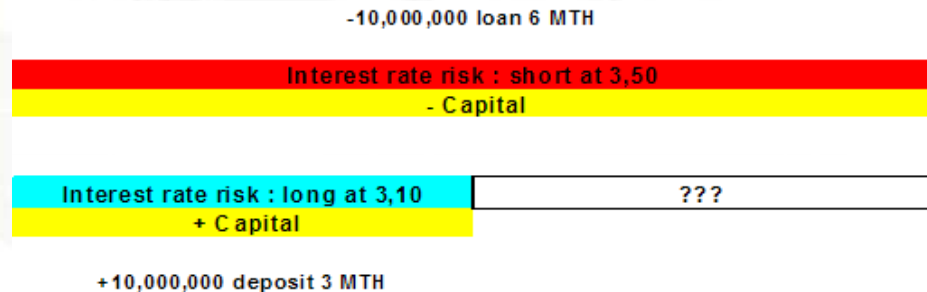 -10,000,000 loan 6 MTH
Interest rate risk : short at 3,50
- Capital
Interest rate risk : long at 3,10
???
+ Capital
+10,000,000 deposit 3 MTH